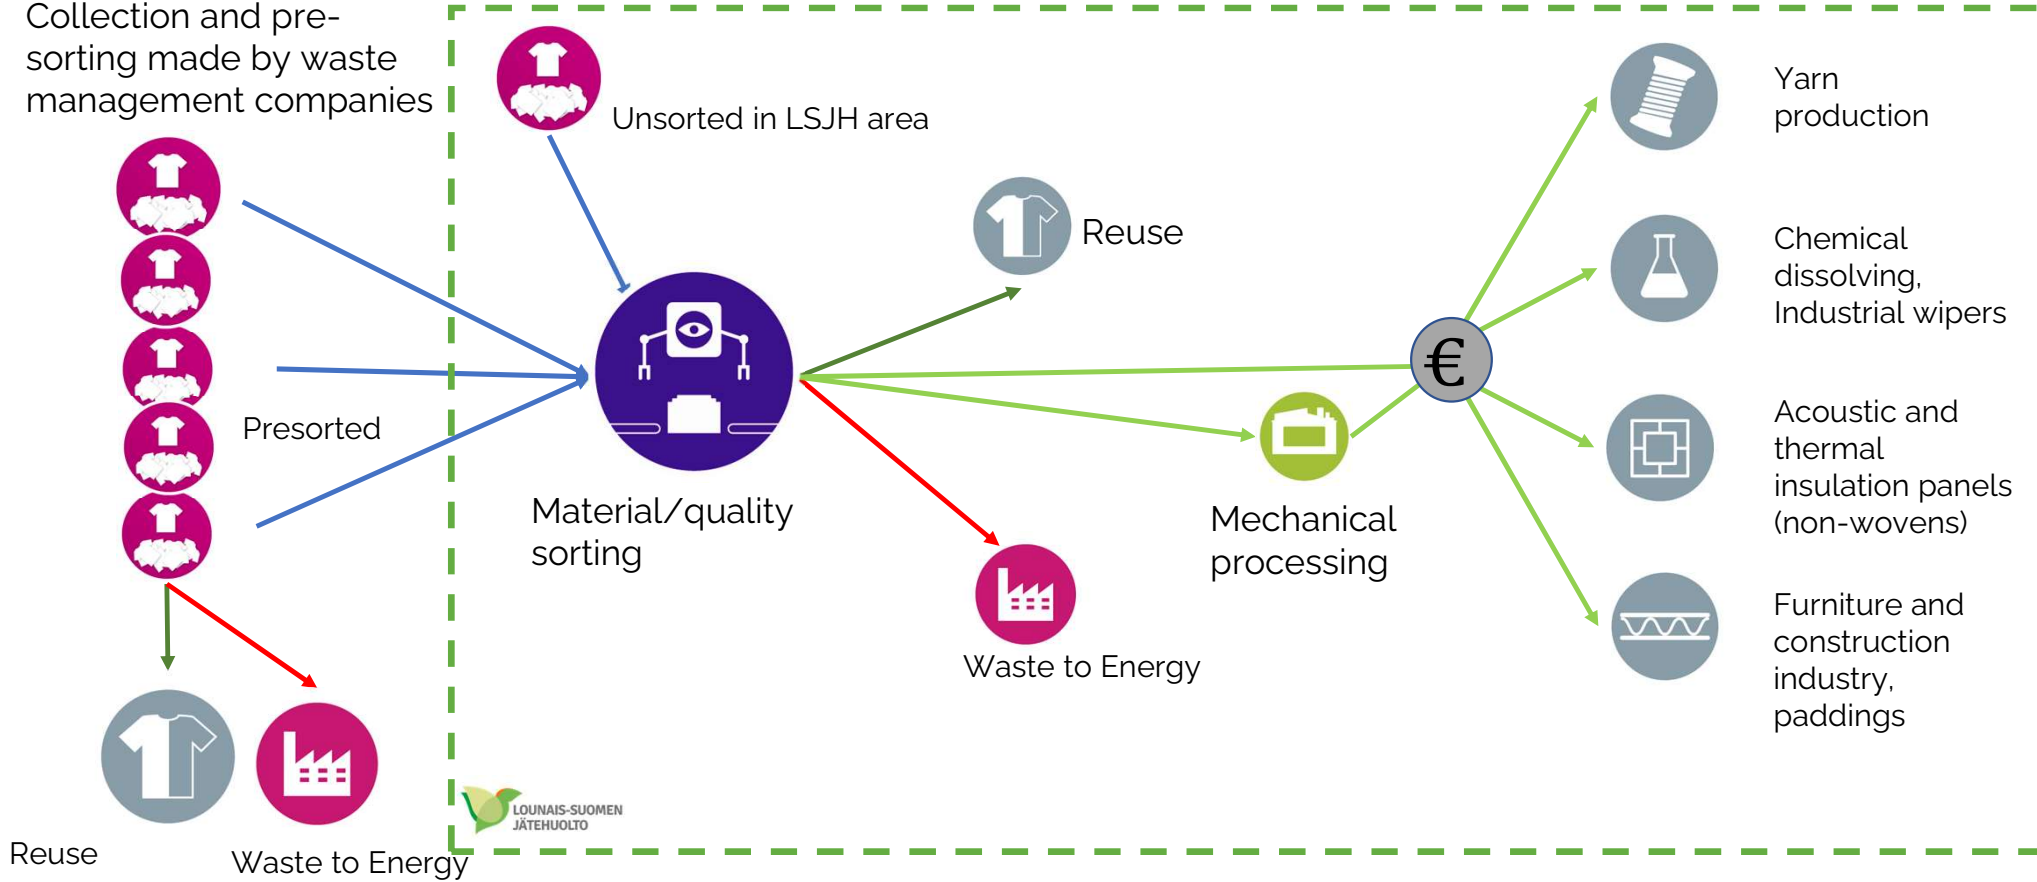 Collection and pre-
sorting made by waste
management companies
Presorted
Reuse
Waste to Energy
Unsorted in LSJH area
Material/quality
sorting
Reuse
Waste to Energy
Mechanical
processing
€
Yarn
production
Chemical
dissolving,
Industrial wipers
Acoustic and
thermal
insulation panels
(non-wovens)
Furniture and
construction
industry,
paddings
LOUNAIS-SUOMEN
JÄTEHUOLTO